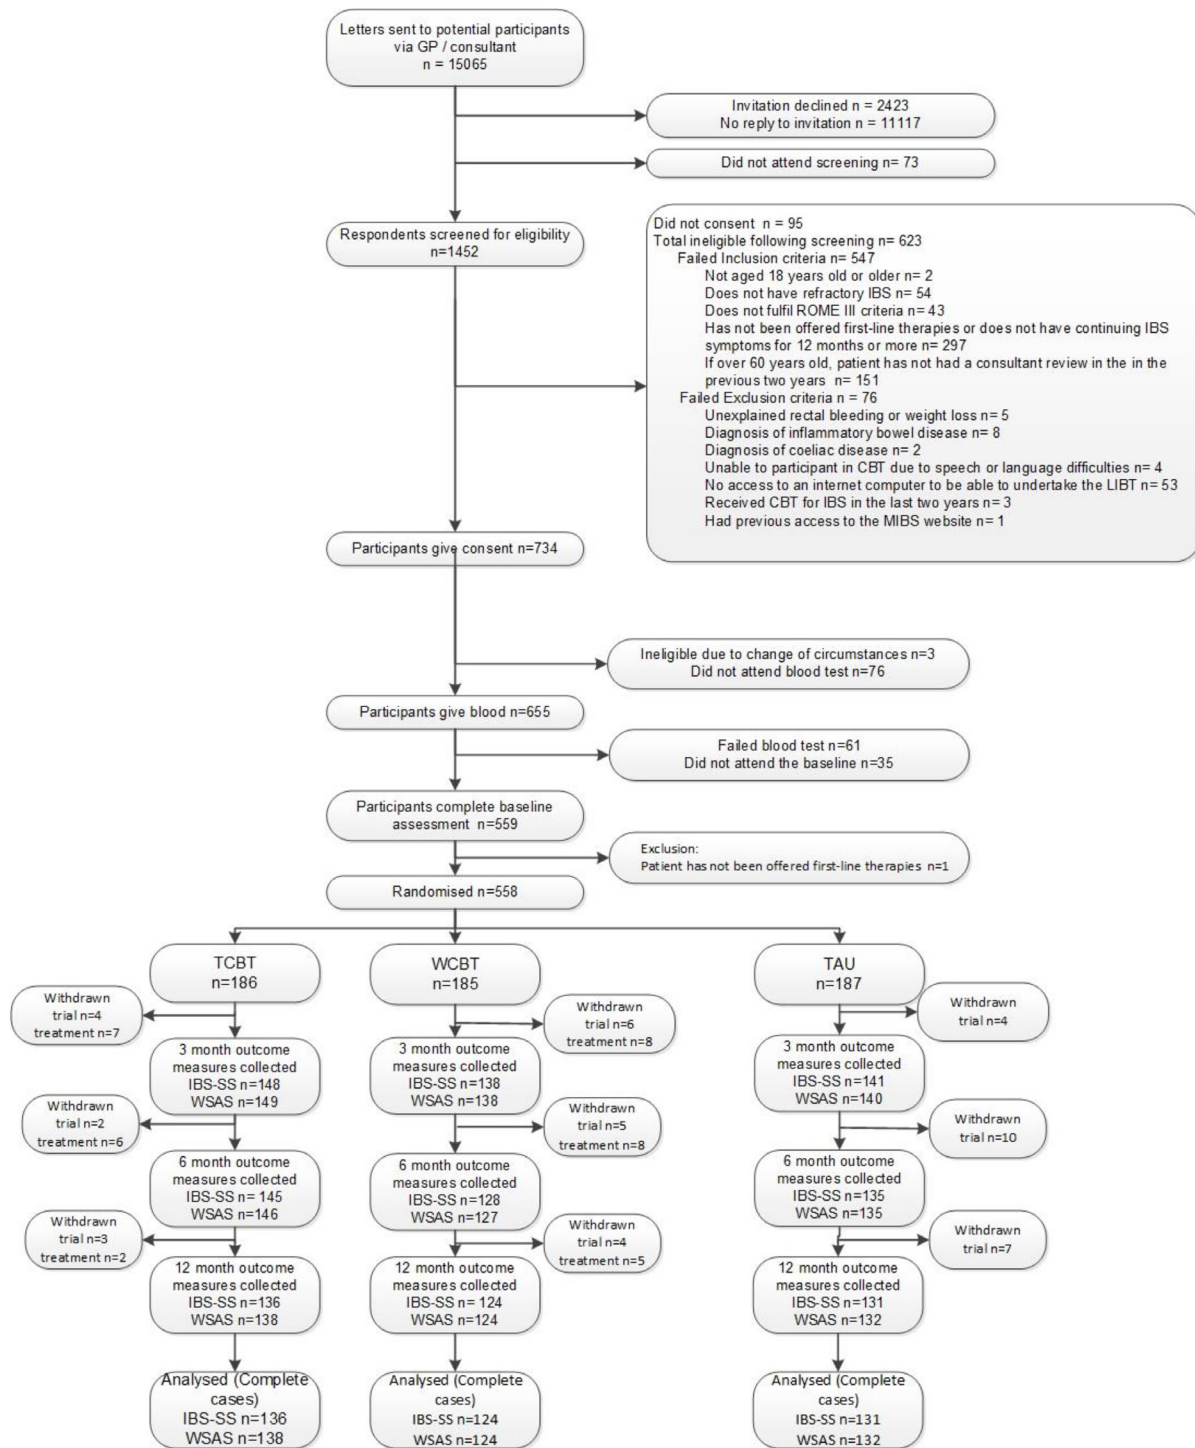 Letters sent to potential participants
via GP / consultant
n = 15065
Invitation declined n = 2423
No reply to invitation n = 11117
Did not attend screening n= 73
Respondents screened for eligibility
n=1452
Did not consent n = 95
Total ineligible following screening n= 623
Failed Inclusion criteria n= 547
Not aged 18 years old or older n= 2
Does not have refractory IBS n= 54
Does not fulfil ROME III criteria n= 43
Has not been offered first-line therapies or does not have continuing IBS
symptoms for 12 months or more n= 297
If over 60 years old, patient has not had a consultant review in the in the
previous two years n= 151
Failed Exclusion criteria n = 76
Unexplained rectal bleeding or weight loss n= 5
Diagnosis of inflammatory bowel disease n= 8
Diagnosis of coeliac disease n= 2
Unable to participant in CBT due to speech or language difficulties n= 4
No access to an internet computer to be able to undertake the LIBT n= 53
Received CBT for IBS in the last two years n= 3
Had previous access to the MIBS website n= 1
Participants give consent n=734
Ineligible due to change of circumstances n=3
Did not attend blood test n=76
Participants give blood n=655
Failed blood test n=61
Did not attend the baseline n=35
Participants complete baseline
assessment n=559
Exclusion:
Patient has not been offered first-line therapies n=1
Randomised n=558
TCBT
n=186
WCBT
n=185
TAU
n=187
Withdrawn
trial n=4
treatment n=7
Withdrawn
trial n=6
treatment n=8
Withdrawn
trial n=4
3 month outcome
measures collected
IBS-SS n=148
WSAS n=149
3 month outcome
measures collected
IBS-SS n=138
WSAS n=138
3 month outcome
measures collected
IBS-SS n=141
WSAS n=140
Withdrawn
trial n=2
treatment n=6
Withdrawn
trial n=5
treatment n=8
Withdrawn
trial n=10
6 month outcome
measures collected
IBS-SS n= 145
WSAS n=146
6 month outcome
measures collected
IBS-SS n=128
WSAS n=127
6 month outcome
measures collected
IBS-SS n=135
WSAS n=135
Withdrawn
trial n=3
treatment n=2
Withdrawn
trial n=4
treatment n=5
Withdrawn
trial n=7
12 month outcome
measures collected
IBS-SS n=136
WSAS n=138
12 month outcome
measures collected
IBS-SS n= 124
WSAS n=124
12 month outcome
measures collected
IBS-SS n=131
WSAS n=132
Analysed (Complete
cases)
IBS-SS n=136
WSAS n=138
Analysed (Complete
cases)
IBS-SS n=124
WSAS n=124
Analysed (Complete
cases)
IBS-SS n=131
WSAS n=132